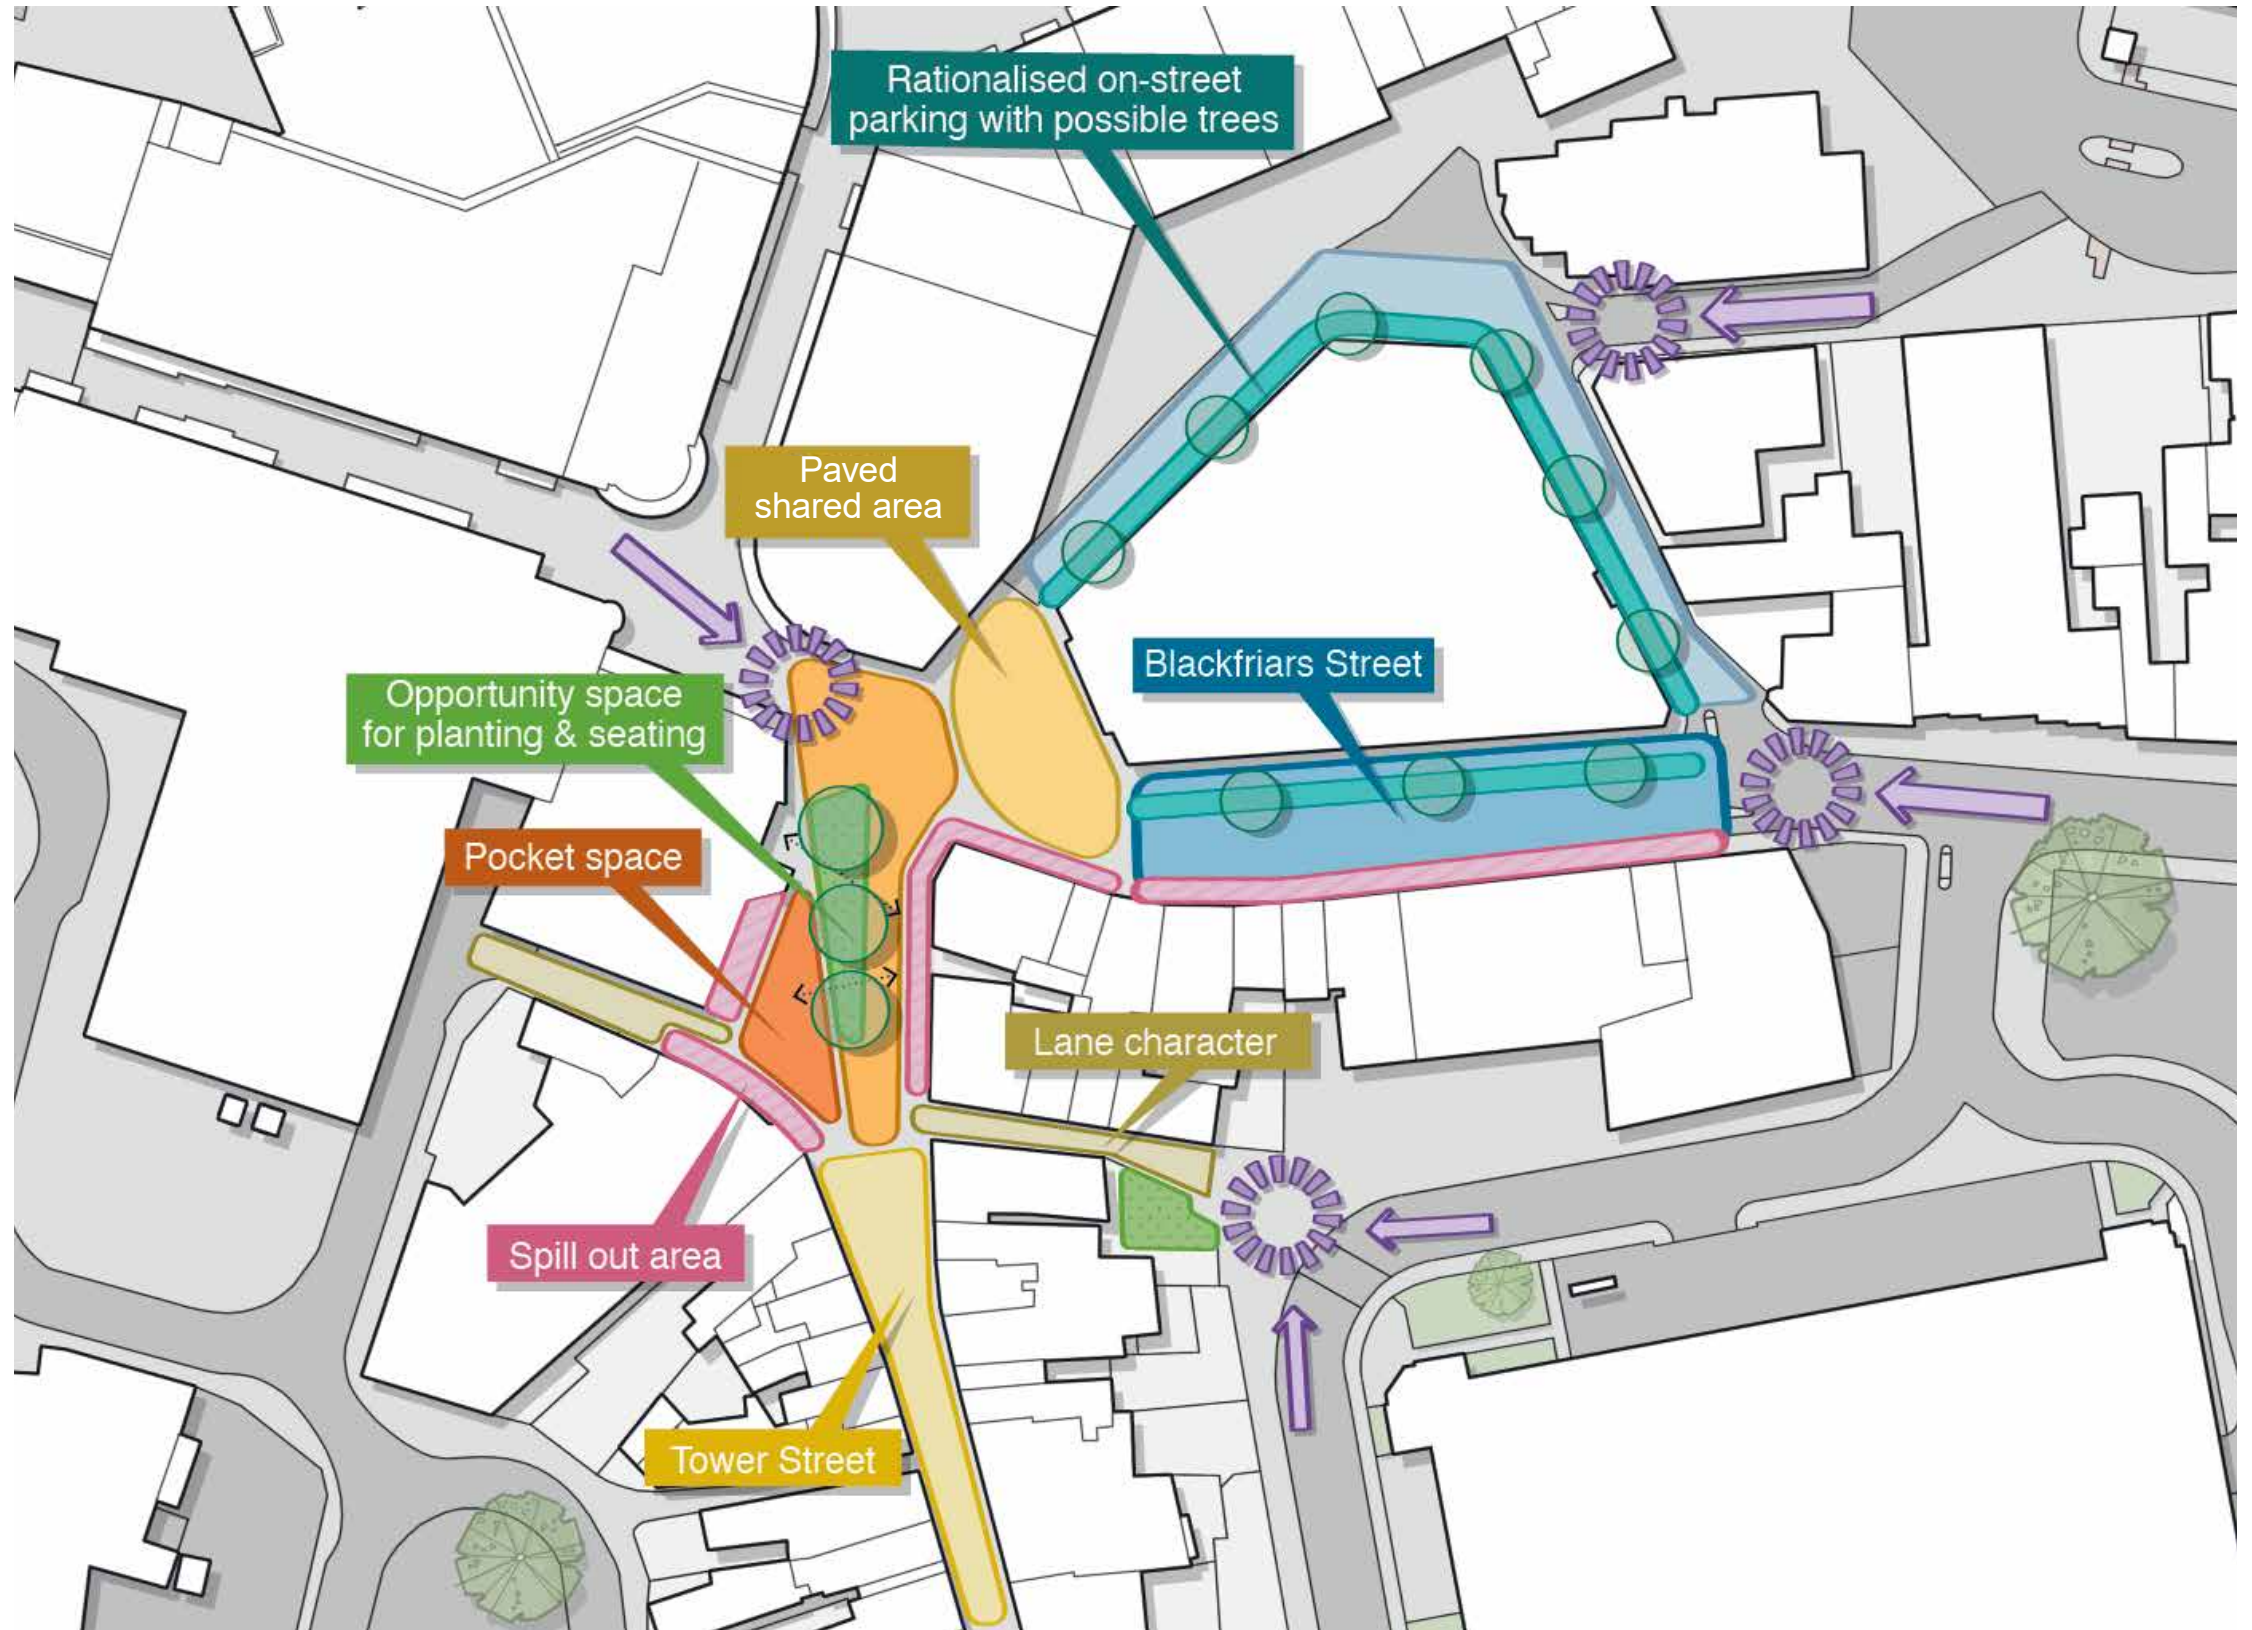 Rationalised on-street
parking with possible trees
Paved
shared area
Blackfriars Street
Opportunity space
for planting & seating
Pocket space
Lane character
Spill out area
Tower Street